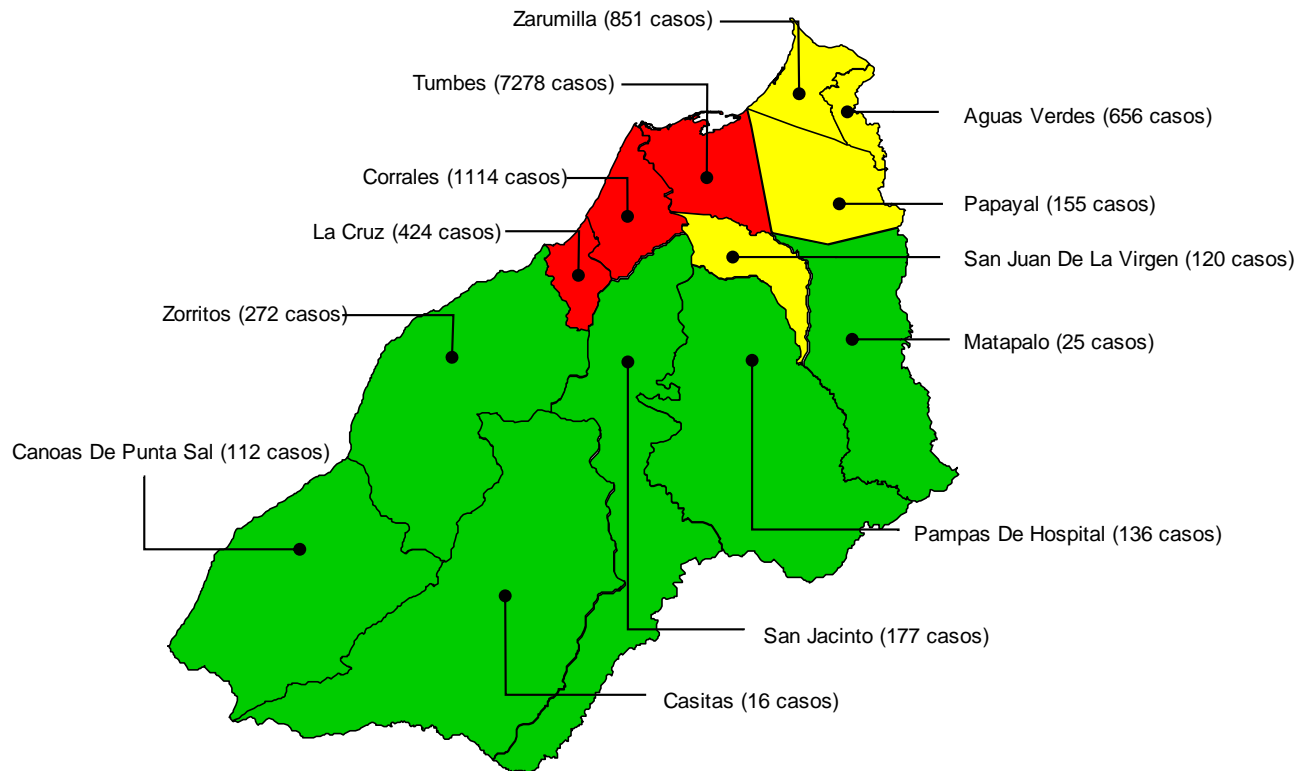 Zarumilla (851 casos)
Tumbes (7278 casos)
Aguas Verdes (656 casos)
Corrales (1114 casos)
Papayal (155 casos)
La Cruz (424 casos)
San Juan De La Virgen (120 casos)
Zorritos (272 casos)
Matapalo (25 casos)
Canoas De Punta Sal (112 casos)
Pampas De Hospital (136 casos)
San Jacinto (177 casos)
Casitas (16 casos)